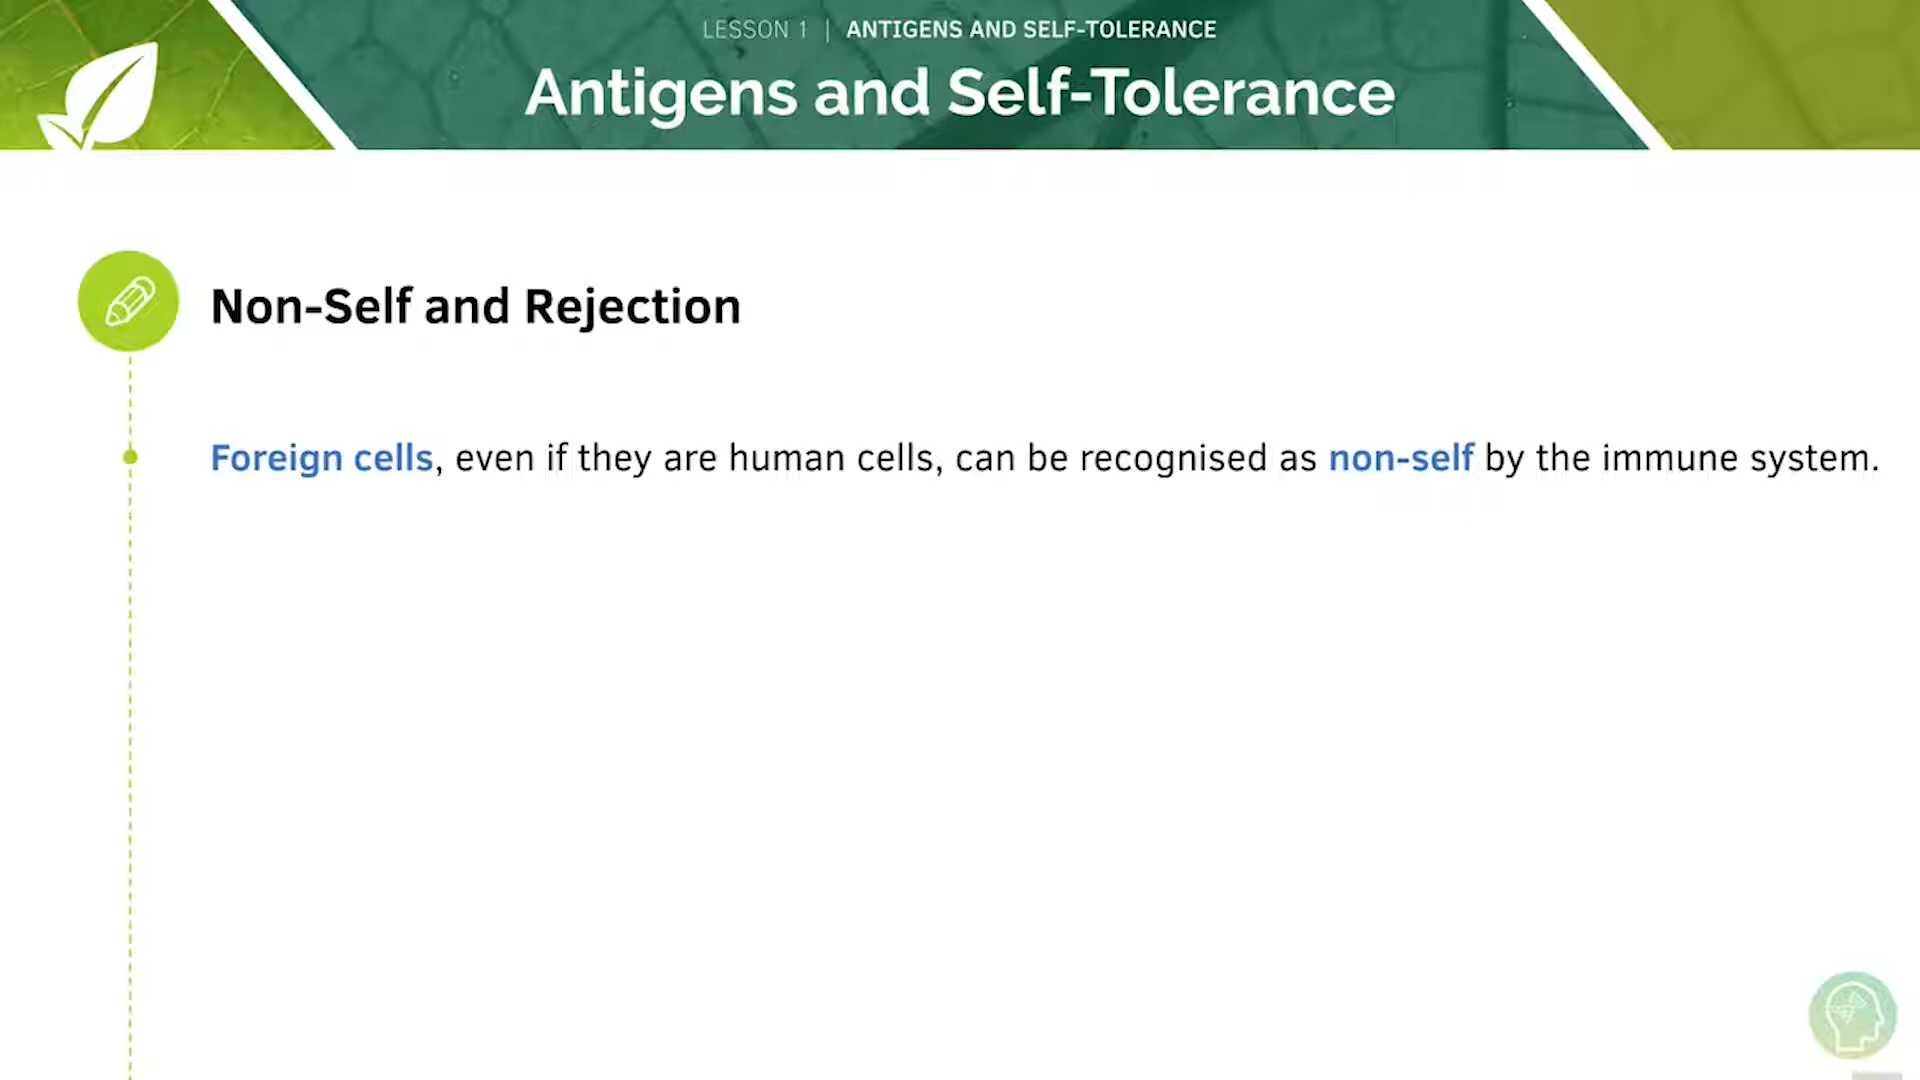 LESSON 1 | ANTIGENS AND SELF-TOLERANCE
Antigens and Self-Tolerance
Non-Self and Rejection
Foreign cells, even if they are human cells, can be recognised as non-self by the immune system.